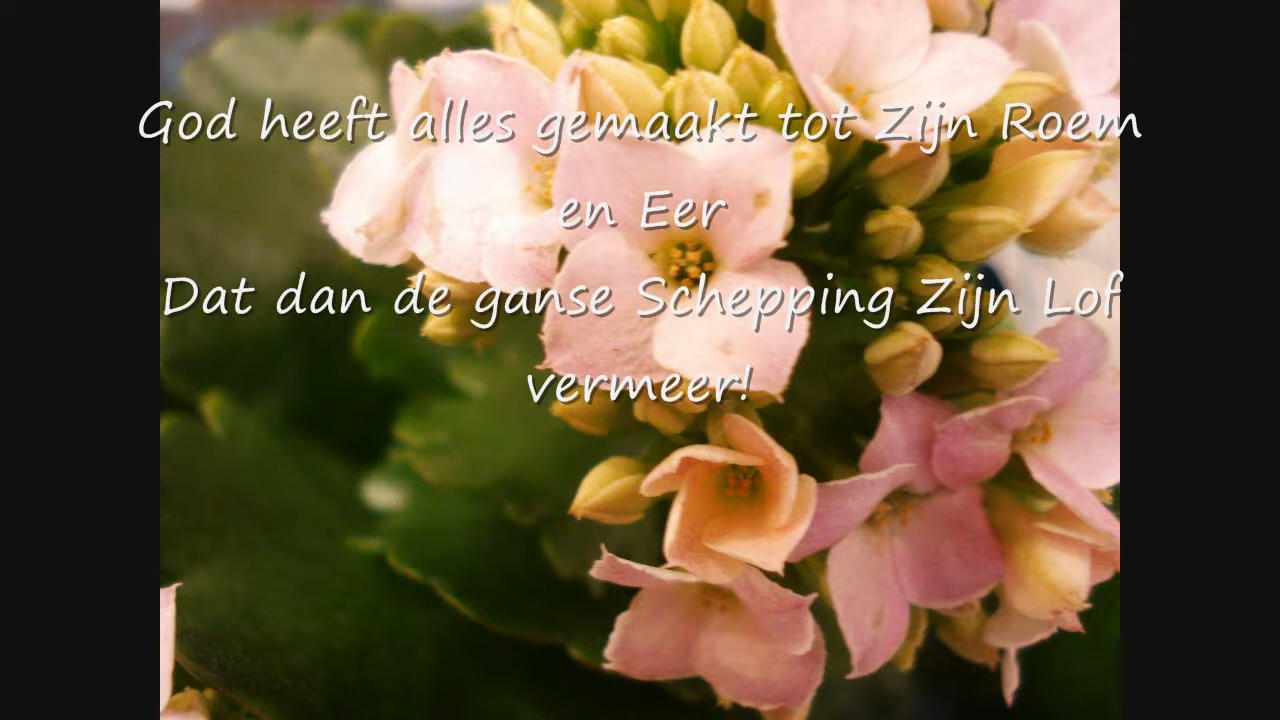 God heeft alles gemaakt tot Zijn Roem
en Eer
Dat dan de ganse Schepping Zijn Lof
vermeer!